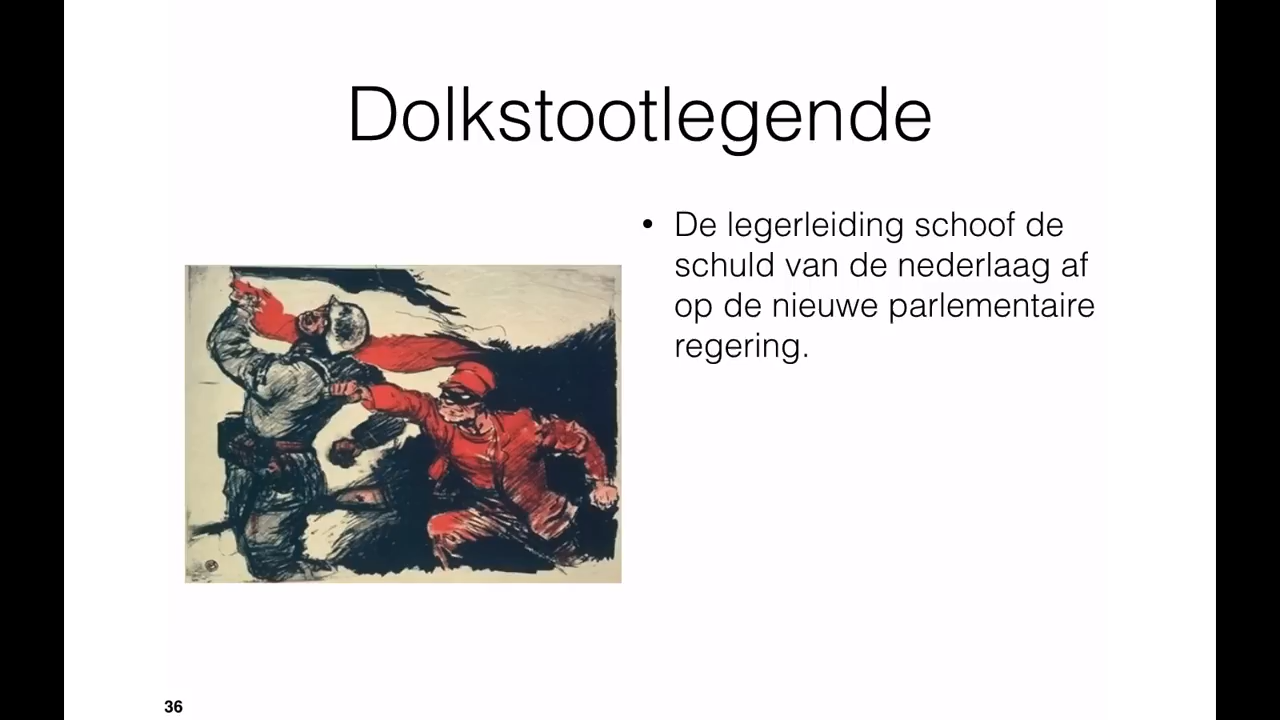 Dolkstootlegende
• De legerleiding schoof de
schuld van de nederlaag af
op de nieuwe parlementaire
regering.
36